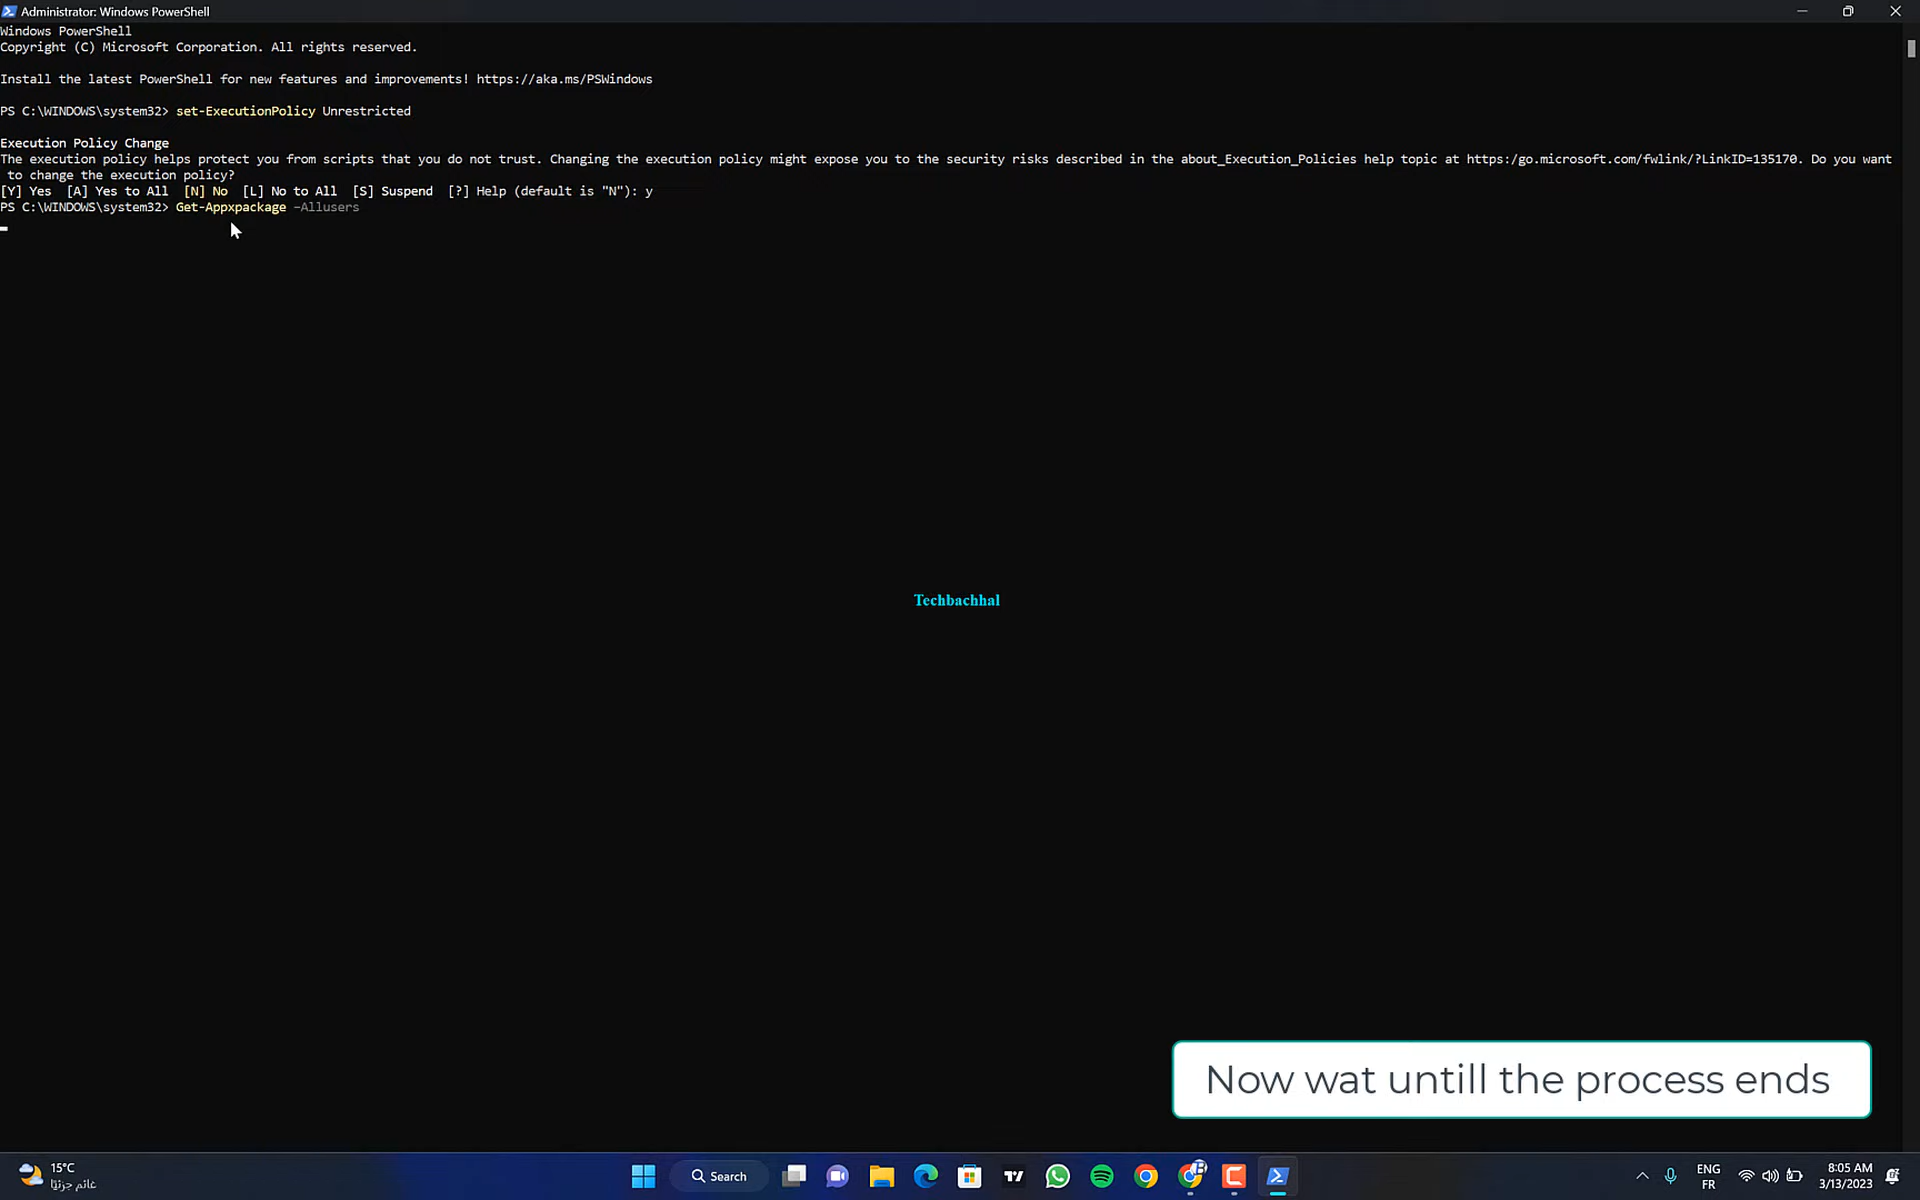 Administrator: Windows PowerShell
Windows PowerShell
Copyright (C) Microsoft Corporation. All rights reserved.
Install the latest PowerShell for new features and improvements! https://aka.ms/PSWindows
PS C:\WINDOWS\system32> set-ExecutionPolicy Unrestricted
Execution Policy Change
The execution policy helps protect you from scripts that you do not trust. Changing the execution policy might expose you to the security risks described in the about_Execution_Policies help topic at https:/go.microsoft.com/fwlink/?LinkID=135170. Do you want
to change the execution policy?
[Y] Yes  [A] Yes to All  [N] No  [L] No to All  [S] Suspend  [?] Help (default is "N"): y
PS C:\WINDOWS\system32> Get-Appxpackage -Allusers
Techbachhal
Now wat untill the process ends
15°C
غائم جزئيًا
Search
ENG
FR
8:05 AM
3/13/2023